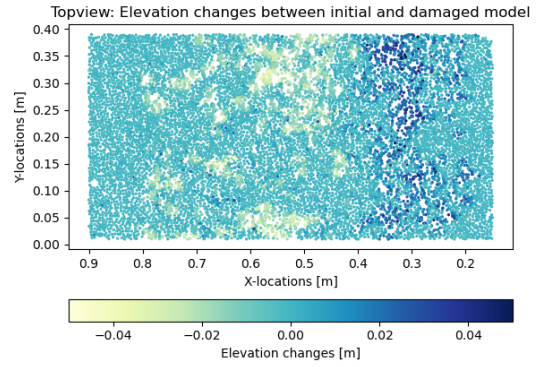 Topview: Elevation changes between initial and damaged model
0.40
0.35
0.30
0.25
0.20
0.15
0.10
0.05
0.00
Y-locations [m]
0.9 0.8 0.7 0.6 0.5 0.4 0.3 0.2
X-locations [m]
−0.04 −0.02 0.00 0.02 0.04
Elevation changes [m]